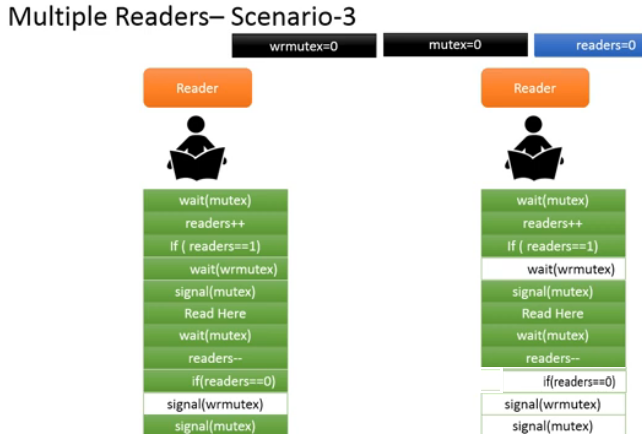 Multiple Readers– Scenario-3
wrmutex=0
mutex=0
readers=0
Reader
wait(mutex)
readers++
If ( readers==1)
wait(wrmutex)
signal(mutex)
Read Here
wait(mutex)
readers--
if(readers==0)
signal(wrmutex)
signal(mutex)
Reader
wait(mutex)
readers++
If ( readers==1)
wait(wrmutex)
signal(mutex)
Read Here
wait(mutex)
readers--
if(readers==0)
signal(wrmutex)
signal(mutex)